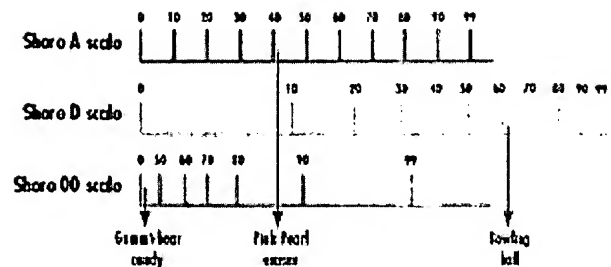 0 10 20 30 40 50 60 70 80 90 99
Shore A scale
0 10 20 30 40 50 60 70 80 90 99
Shore D scale
0 50 60 70 80 90 99
Shore 00 scale
Gummi bear Pink Pearl Bowling
candy eraser ball